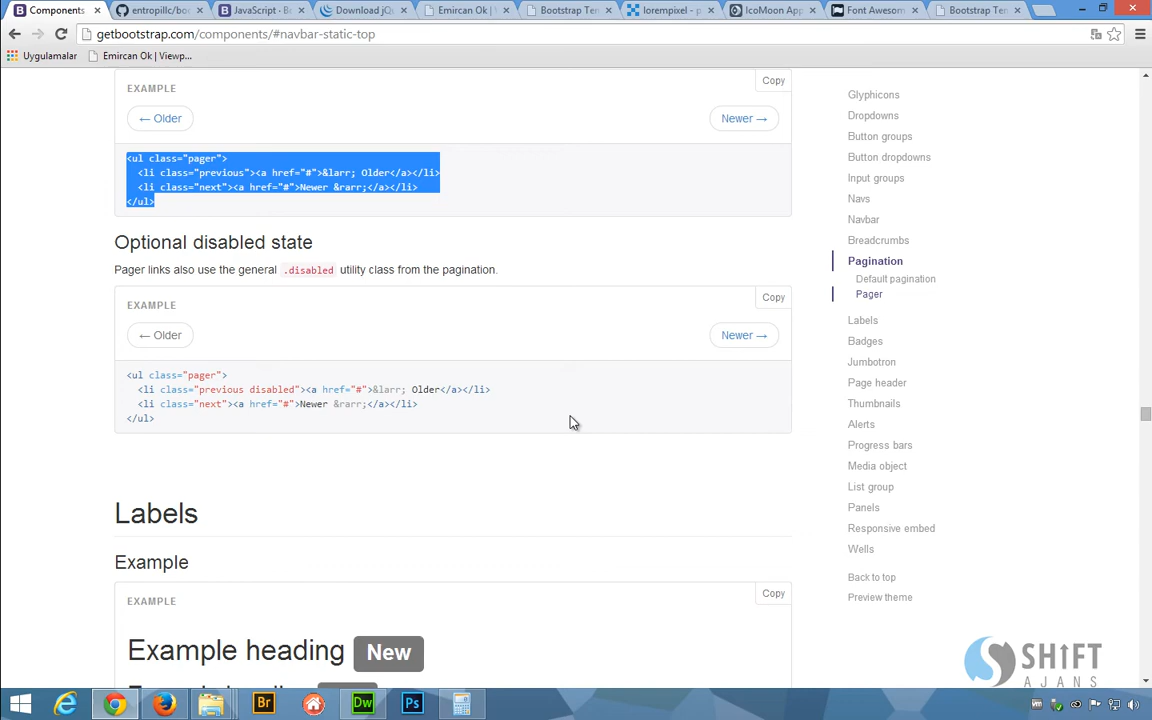 Components
entropillc/boo
JavaScript - B
Download jQ
Emircan Ok | V
Bootstrap Ten
lorempixel - p
IcoMoon App
Font Awesom
Bootstrap Ten
getbootstrap.com/components/#navbar-static-top
Uygulamalar
Emircan Ok | Viewp...
Copy
EXAMPLE
← Older
Newer →
<ul class="pager">
<li class="previous"><a href="#">&larr; Older</a></li>
<li class="next"><a href="#">Newer &rarr;</a></li>
</ul>
Optional disabled state
Pager links also use the general .disabled utility class from the pagination.
Copy
EXAMPLE
← Older
Newer →
<ul class="pager">
<li class="previous disabled"><a href="#">&larr; Older</a></li>
<li class="next"><a href="#">Newer &rarr;</a></li>
</ul>
Labels
Example
Copy
EXAMPLE
Example heading New
Glyphicons
Dropdowns
Button groups
Button dropdowns
Input groups
Navs
Navbar
Breadcrumbs
Pagination
Default pagination
Pager
Labels
Badges
Jumbotron
Page header
Thumbnails
Alerts
Progress bars
Media object
List group
Panels
Responsive embed
Wells
Back to top
Preview theme
SHiFT
AJANS
Br
Dw
Ps